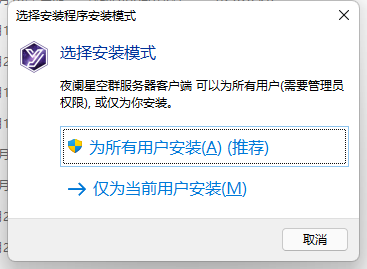 选择安装程序安装模式
选择安装模式
夜阑星空群服务器客户端 可以为所有用户(需要管理员
权限), 或仅为你安装。
为所有用户安装(A) (推荐)
仅为当前用户安装(M)
取消